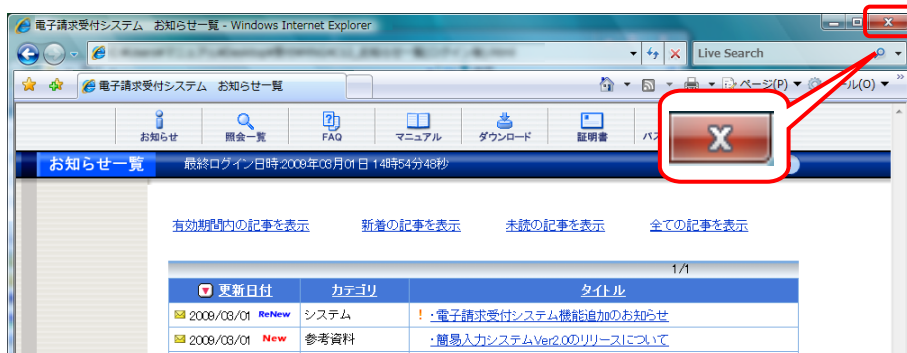 電子請求受付システム　お知らせ一覧 - Windows Internet Explorer
Live Search
電子請求受付システム　お知らせ一覧
ページ(P)
ール(O)
お知らせ 照会一覧 FAQ マニュアル ダウンロード 証明書 パス
お知らせ一覧 最終ログイン日時:2009年03月01日 14時54分48秒
有効期間内の記事を表示 新着の記事を表示 未読の記事を表示 全ての記事を表示
1/1
更新日付 カテゴリ タイトル
2009/03/01 ReNew システム ! ・電子請求受付システム機能追加のお知らせ
2009/03/01 New 参考資料 ・簡易入力システムVer2.0のリリースについて